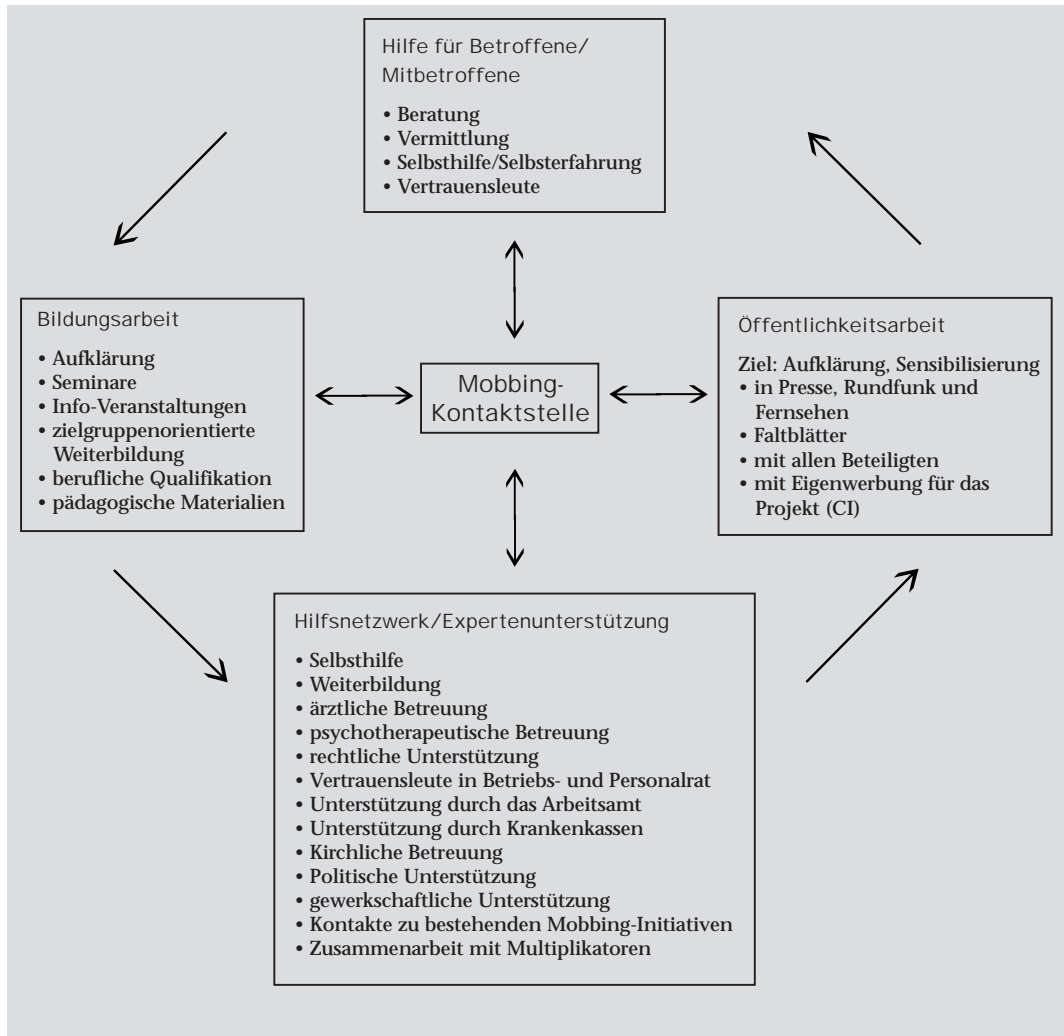 Hilfe für Betroffene/
Mitbetroffene
• Beratung
• Vermittlung
• Selbsthilfe/Selbsterfahrung
• Vertrauensleute
Bildungsarbeit
• Aufklärung
• Seminare
• Info-Veranstaltungen
• zielgruppenorientierte
Weiterbildung
• berufliche Qualifikation
• pädagogische Materialien
Mobbing-
Kontaktstelle
Öffentlichkeitsarbeit
Ziel: Aufklärung, Sensibilisierung
• in Presse, Rundfunk und
Fernsehen
• Faltblätter
• mit allen Beteiligten
• mit Eigenwerbung für das
Projekt (CI)
Hilfsnetzwerk/Expertenunterstützung
• Selbsthilfe
• Weiterbildung
• ärztliche Betreuung
• psychotherapeutische Betreuung
• rechtliche Unterstützung
• Vertrauensleute in Betriebs- und Personalrat
• Unterstützung durch das Arbeitsamt
• Unterstützung durch Krankenkassen
• Kirchliche Betreuung
• Politische Unterstützung
• gewerkschaftliche Unterstützung
• Kontakte zu bestehenden Mobbing-Initiativen
• Zusammenarbeit mit Multiplikatoren